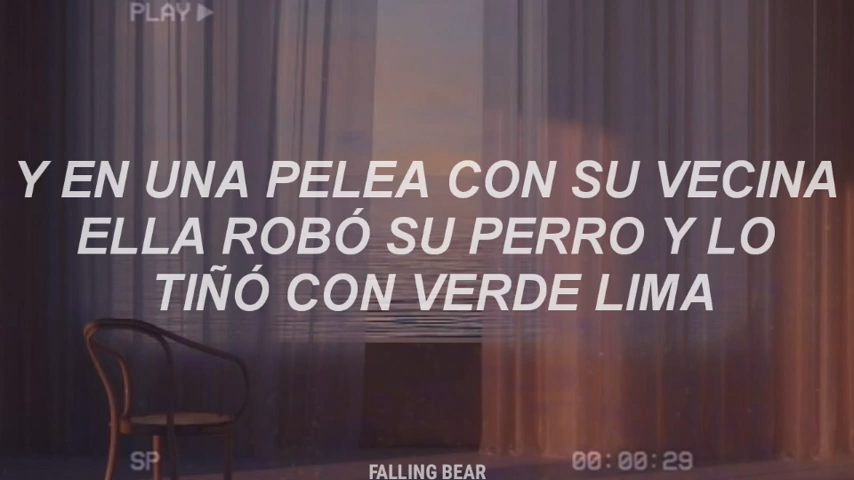 PLAY
Y EN UNA PELEA CON SU VECINA
ELLA ROBÓ SU PERRO Y LO
TIÑÓ CON VERDE LIMA
SP
00:00:29
FALLING BEAR